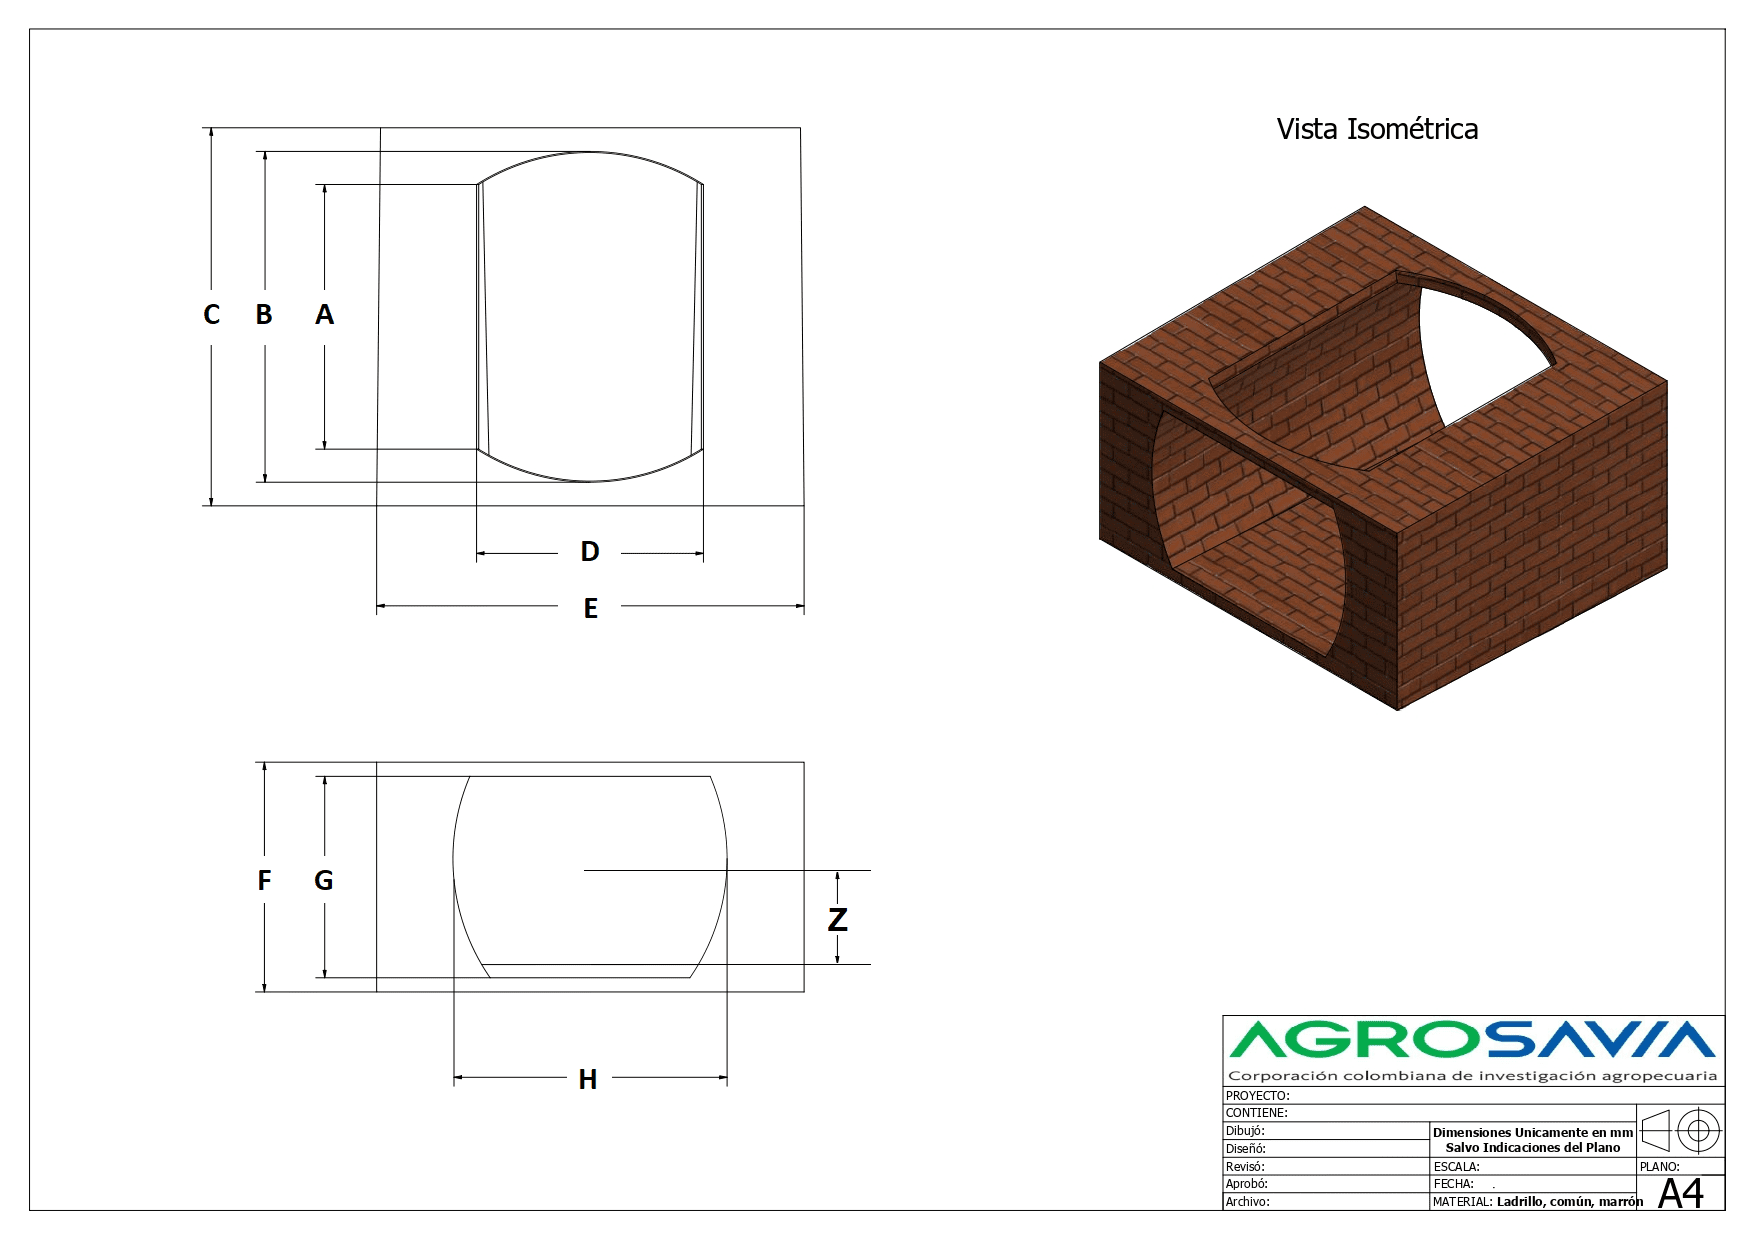 Vista Isométrica
C B A
D
E
F G
Z
H
AGROSAVIA
Corporación colombiana de investigación agropecuaria
PROYECTO:
CONTIENE:
Dibujó:
Dimensiones Unicamente en mm
Diseñó:
Salvo Indicaciones del Plano
Revisó: ESCALA: PLANO:
Aprobó: FECHA: .
A4
Archivo: MATERIAL: Ladrillo, común, marrón